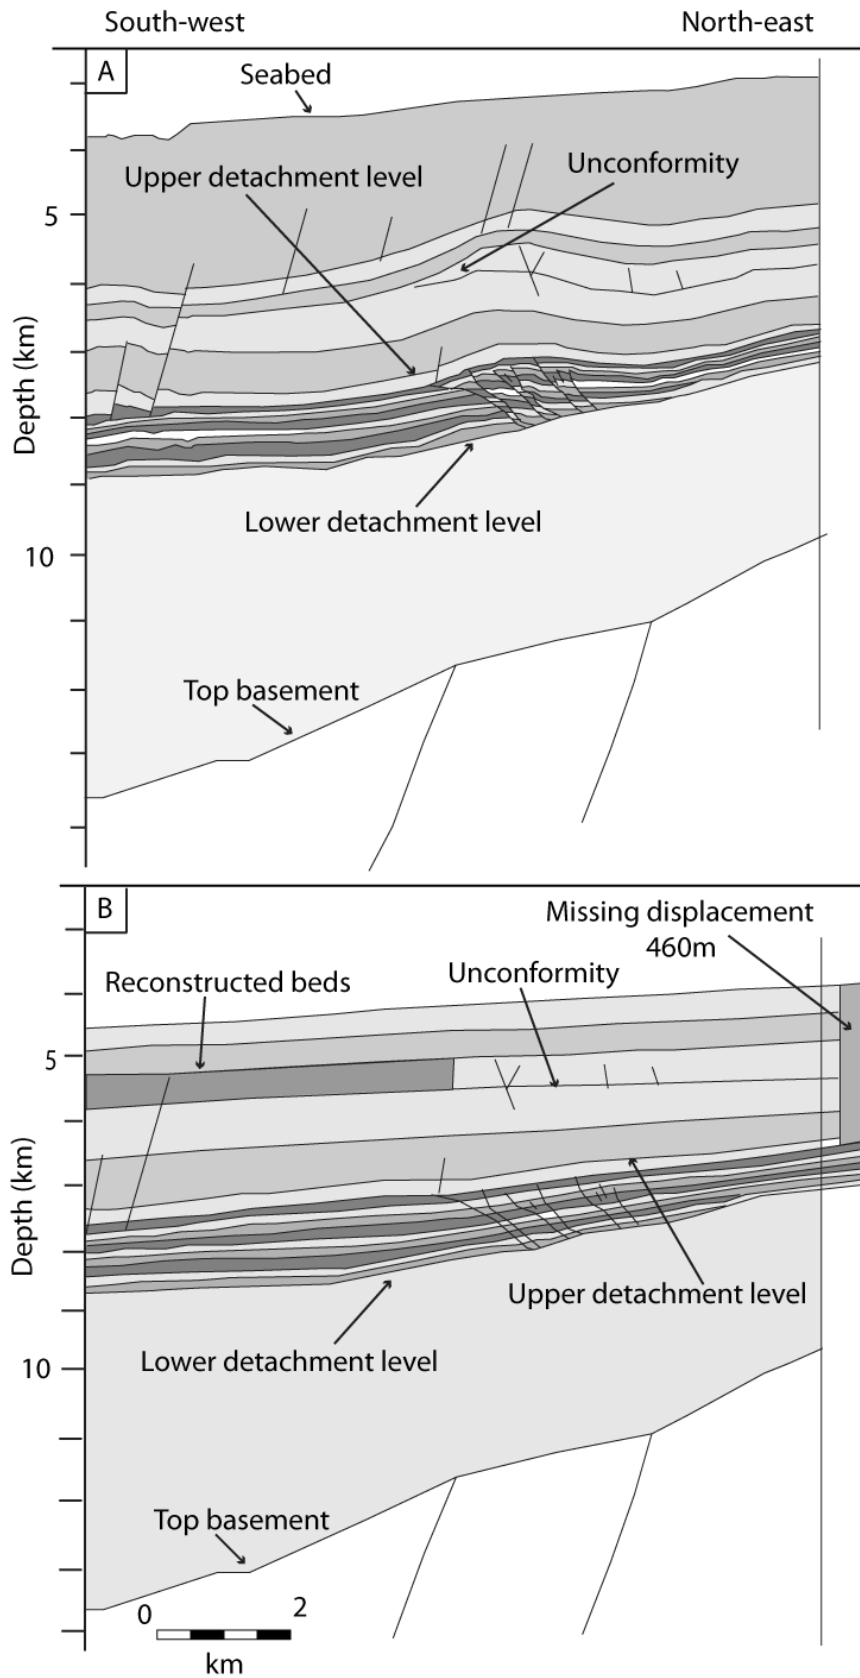 South-west
North-east
A
Seabed
Upper detachment level
Unconformity
5
Depth (km)
Lower detachment level
10
Top basement
B
Missing displacement
460m
Reconstructed beds
Unconformity
5
Depth (km)
Upper detachment level
Lower detachment level
10
Top basement
0
2
km